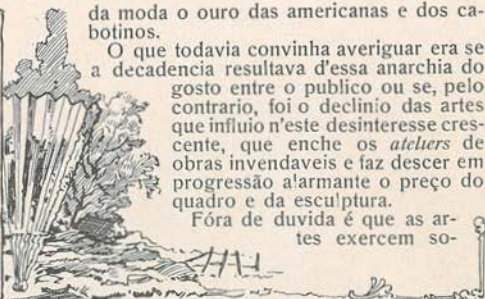 da moda o ouro das americanas e dos ca-
botinos.
O que todavia convinha averiguar era se
a decadencia resultava d'essa anarchia do
gosto entre o publico ou se, pelo
contrario, foi o declinio das artes
que influio n'este desinteresse cres-
cente, que enche os ateliers de
obras invendaveis e faz descer em
progressão alarmante o preço do
quadro e da esculptura.
Fóra de duvida é que as ar-
tes exercem so-